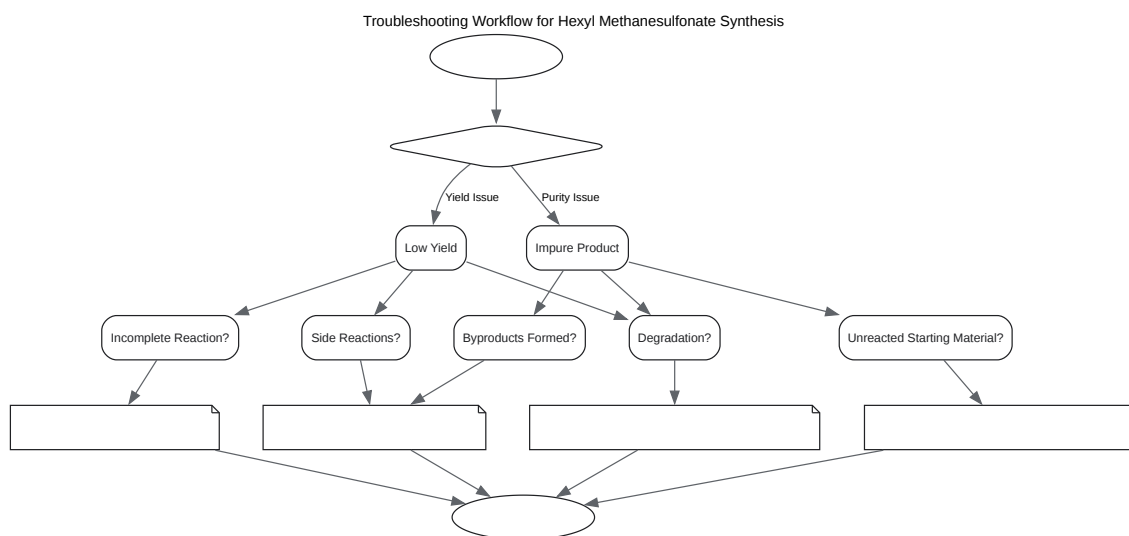 Troubleshooting Workflow for Hexyl Methanesulfonate Synthesis
Yield Issue
Purity Issue
Low Yield
Impure Product
Incomplete Reaction?
Side Reactions?
Byproducts Formed?
Degradation?
Unreacted Starting Material?